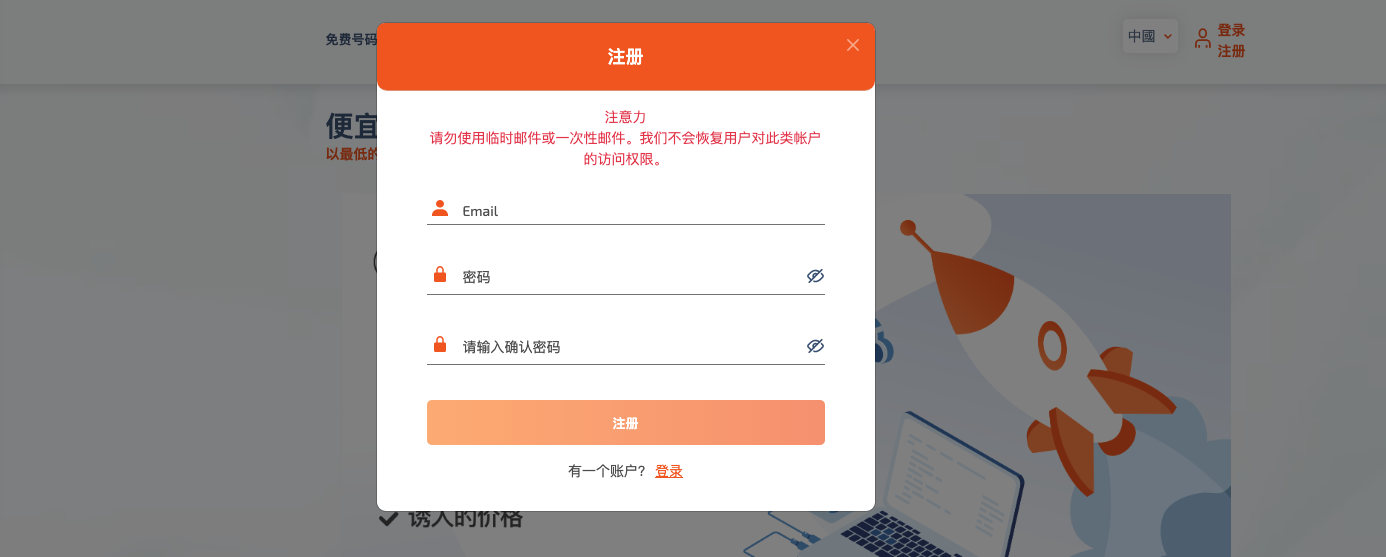 免费号码
中國
登录
注册
注册
便宜
以最低的
注意力
请勿使用临时邮件或一次性邮件。我们不会恢复用户对此类帐户
的访问权限。
Email
密码
请输入确认密码
注册
有一个账户? 登录
诱人的价格